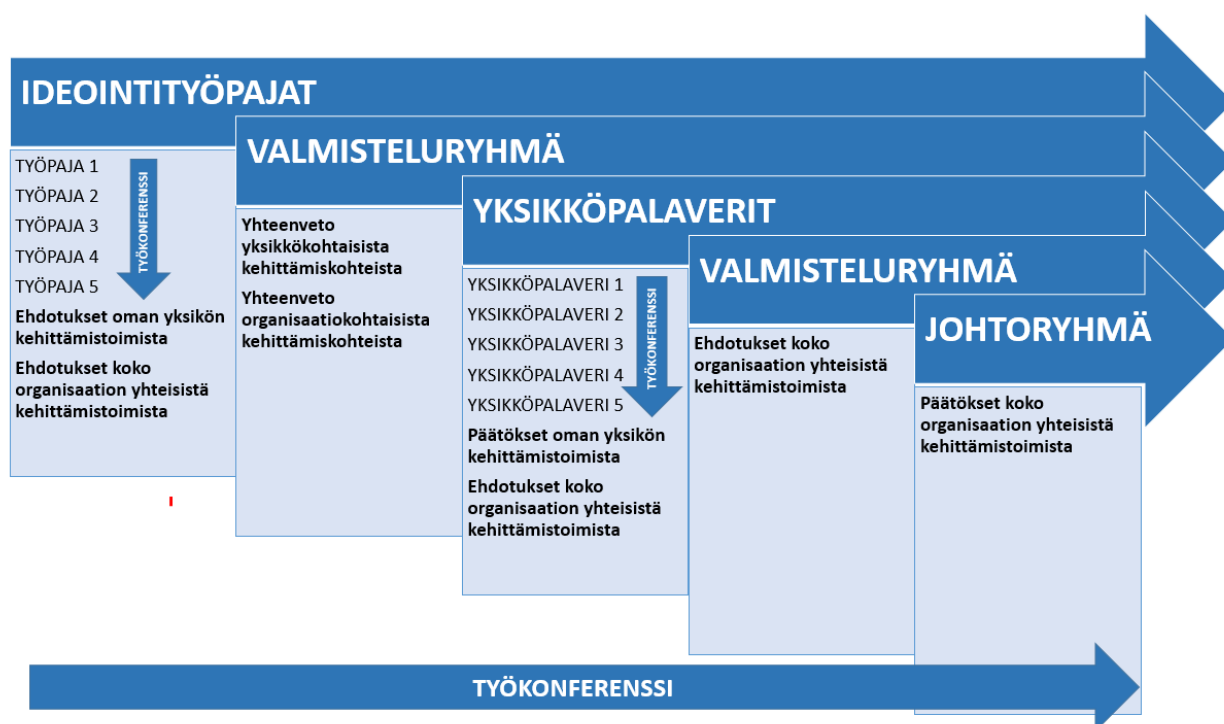 IDEOINTITYÖPAJAT
TYÖPAJA 1
TYÖPAJA 2
TYÖPAJA 3
TYÖPAJA 4
TYÖPAJA 5
TYÖKONFERENSSI
Ehdotukset oman yksikön
kehittämistoimista
Ehdotukset koko
organisaation yhteisistä
kehittämistoimista
VALMISTELURYHMÄ
Yhteenveto
yksikkökohtaisista
kehittämiskohteista
Yhteenveto
organisaatiokohtaisista
kehittämiskohteista
YKSIKKÖPALAVERIT
YKSIKKÖPALAVERI 1
YKSIKKÖPALAVERI 2
YKSIKKÖPALAVERI 3
YKSIKKÖPALAVERI 4
YKSIKKÖPALAVERI 5
TYÖKONFERENSSI
Päätökset oman yksikön
kehittämistoimista
Ehdotukset koko
organisaation yhteisistä
kehittämistoimista
VALMISTELURYHMÄ
Ehdotukset koko
organisaation yhteisistä
kehittämistoimista
JOHTORYHMÄ
Päätökset koko
organisaation yhteisistä
kehittämistoimista
TYÖKONFERENSSI